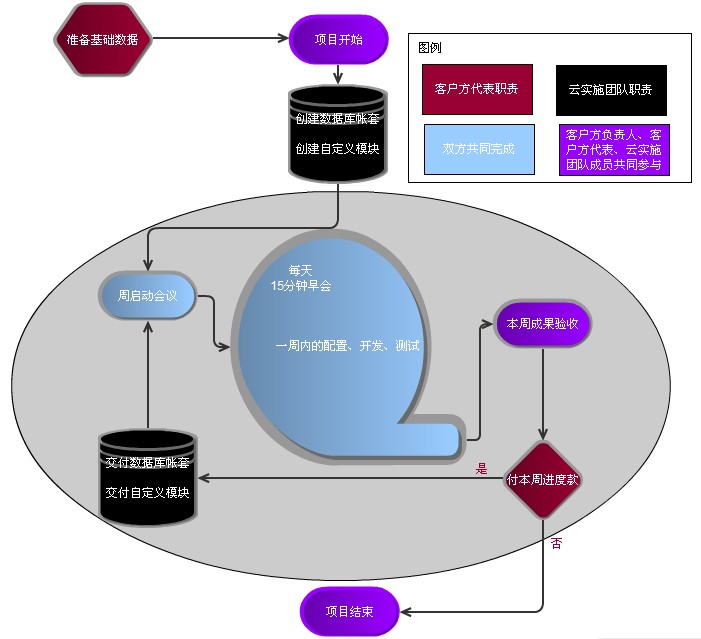 准备基础数据
项目开始
图例
客户方代表职责
云实施团队职责
创建数据库帐套
创建自定义模块
双方共同完成
客户方负责人、客
户方代表、云实施
团队成员共同参与
每天
15分钟早会
周启动会议
本周成果验收
一周内的配置、开发、测试
交付数据库帐套
交付自定义模块
是
付本周进度款
否
项目结束